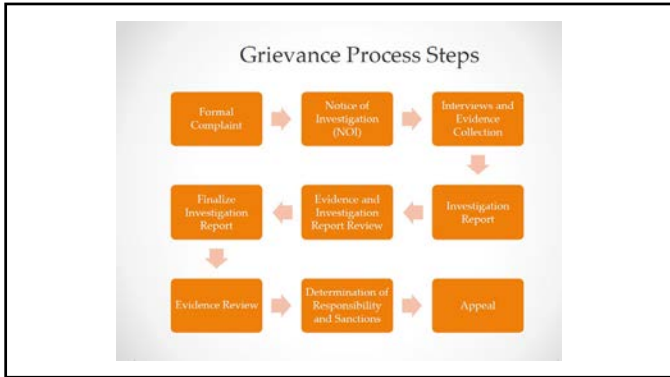 Grievance Process Steps
Formal
Complaint
Notice of
Investigation
(NOI)
Interviews and
Evidence
Collection
Investigation
Report
Evidence and
Investigation
Report Review
Finalize
Investigation
Report
Evidence Review
Determination of
Responsibility
and Sanctions
Appeal